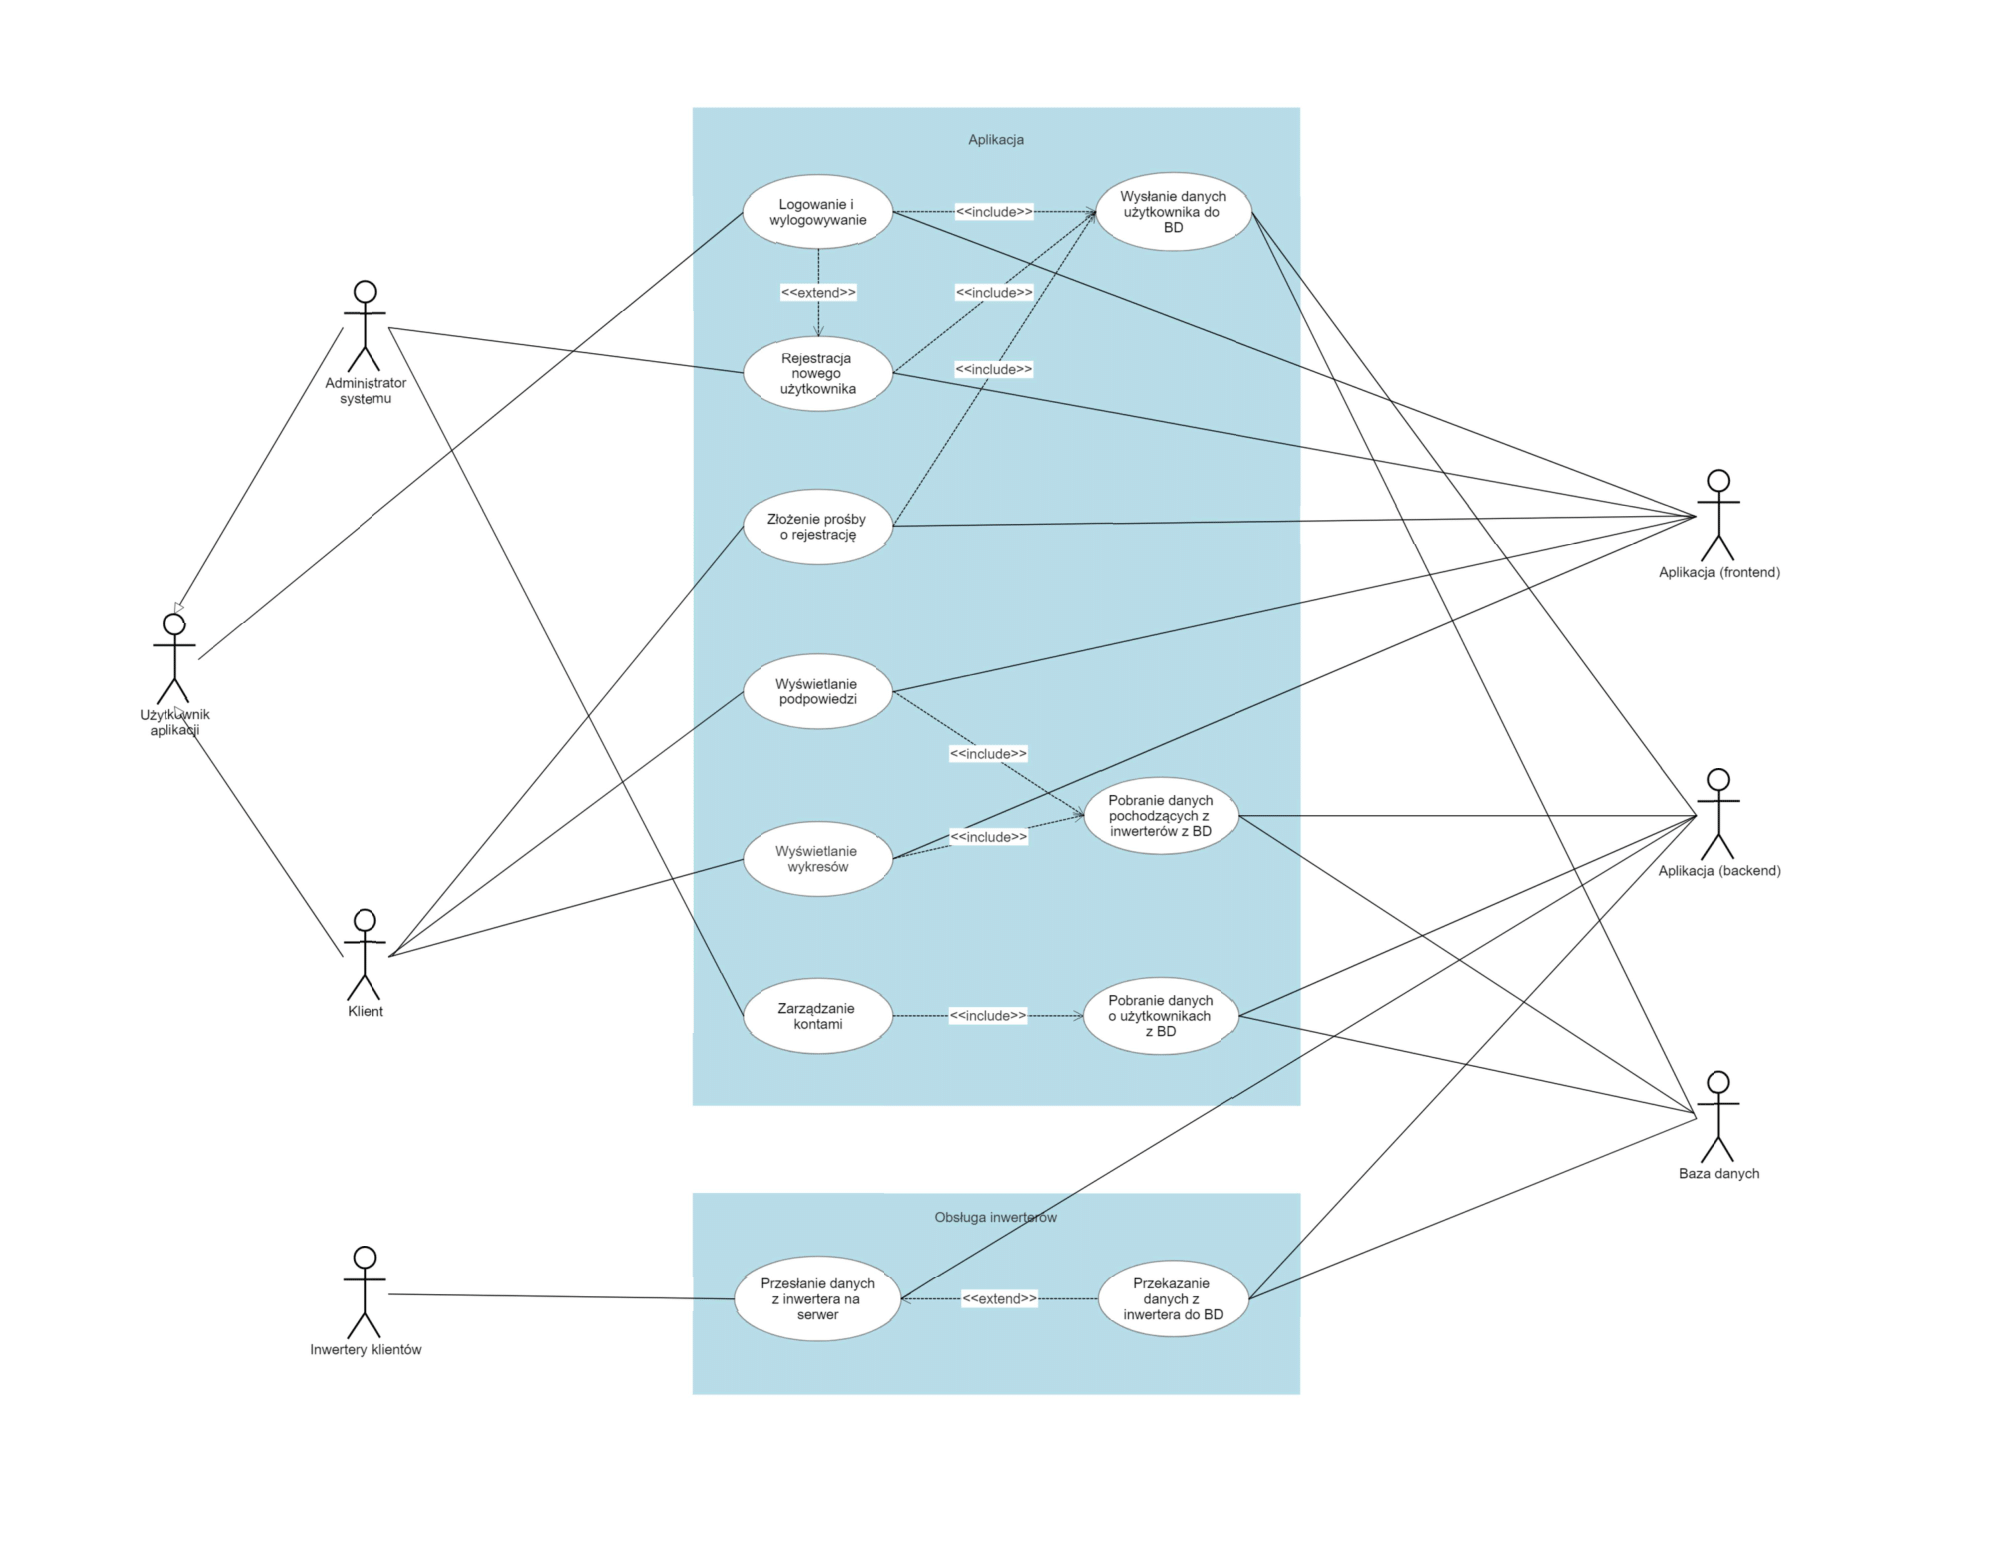 Aplikacja
Logowanie i
wylogowywanie
<<include>>
Wysłanie danych
użytkownika do
BD
<<extend>>
<<include>>
Administrator
systemu
Rejestracja
nowego
użytkownika
<<include>>
Złożenie prośby
o rejestrację
Aplikacja (frontend)
Użytkownik
aplikacji
Wyświetlanie
podpowiedzi
<<include>>
Pobranie danych
pochodzących z
inwerterów z BD
<<include>>
Wyświetlanie
wykresów
Aplikacja (backend)
Klient
Zarządzanie
kontami
<<include>>
Pobranie danych
o użytkownikach
z BD
Baza danych
Obsługa inwerterów
Przesłanie danych
z inwertera na
serwer
<<extend>>
Przekazanie
danych z
inwertera do BD
Inwertery klientów